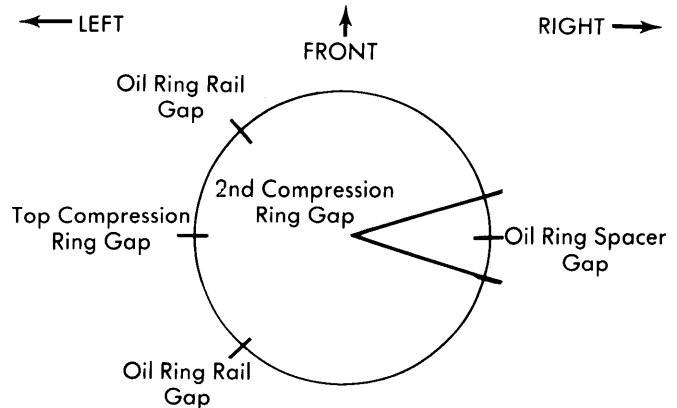 LEFT
FRONT
RIGHT
Oil Ring Rail
Gap
2nd Compression
Ring Gap
Top Compression
Ring Gap
Oil Ring Spacer
Gap
Oil Ring Rail
Gap